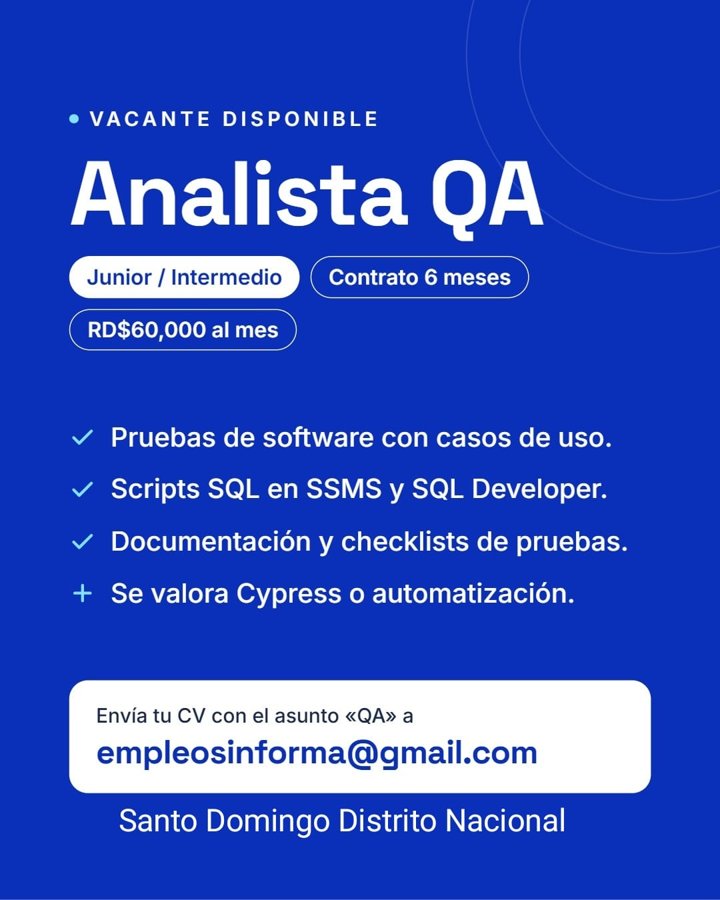 VACANTE DISPONIBLE
Analista QA
Junior / Intermedio
Contrato 6 meses
RD$60,000 al mes
Pruebas de software con casos de uso.
Scripts SQL en SSMS y SQL Developer.
Documentación y checklists de pruebas.
Se valora Cypress o automatización.
Envía tu CV con el asunto «QA» a
empleosinforma@gmail.com
Santo Domingo Distrito Nacional